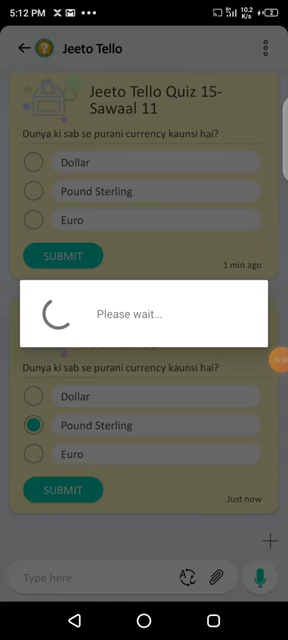 5:12 PM
10.2
K/s
2
Jeeto Tello
Jeeto Tello Quiz 15-
Sawaal 11
Dunya ki sab se purani currency kaunsi hai?
Dollar
Pound Sterling
Euro
SUBMIT
1 min ago
Please wait...
Dunya ki sab se purani currency kaunsi hai?
Dollar
Pound Sterling
Euro
SUBMIT
Just now
Type here